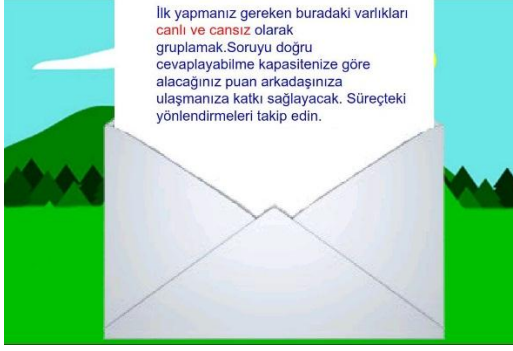 İlk yapmanız gereken buradaki varlıkları
canlı ve cansız olarak
gruplamak.Soruyu doğru
cevaplayabilme kapasitenize göre
alacağınız puan arkadaşınıza
ulaşmanıza katkı sağlayacak. Süreçteki
yönlendirmeleri takip edin.